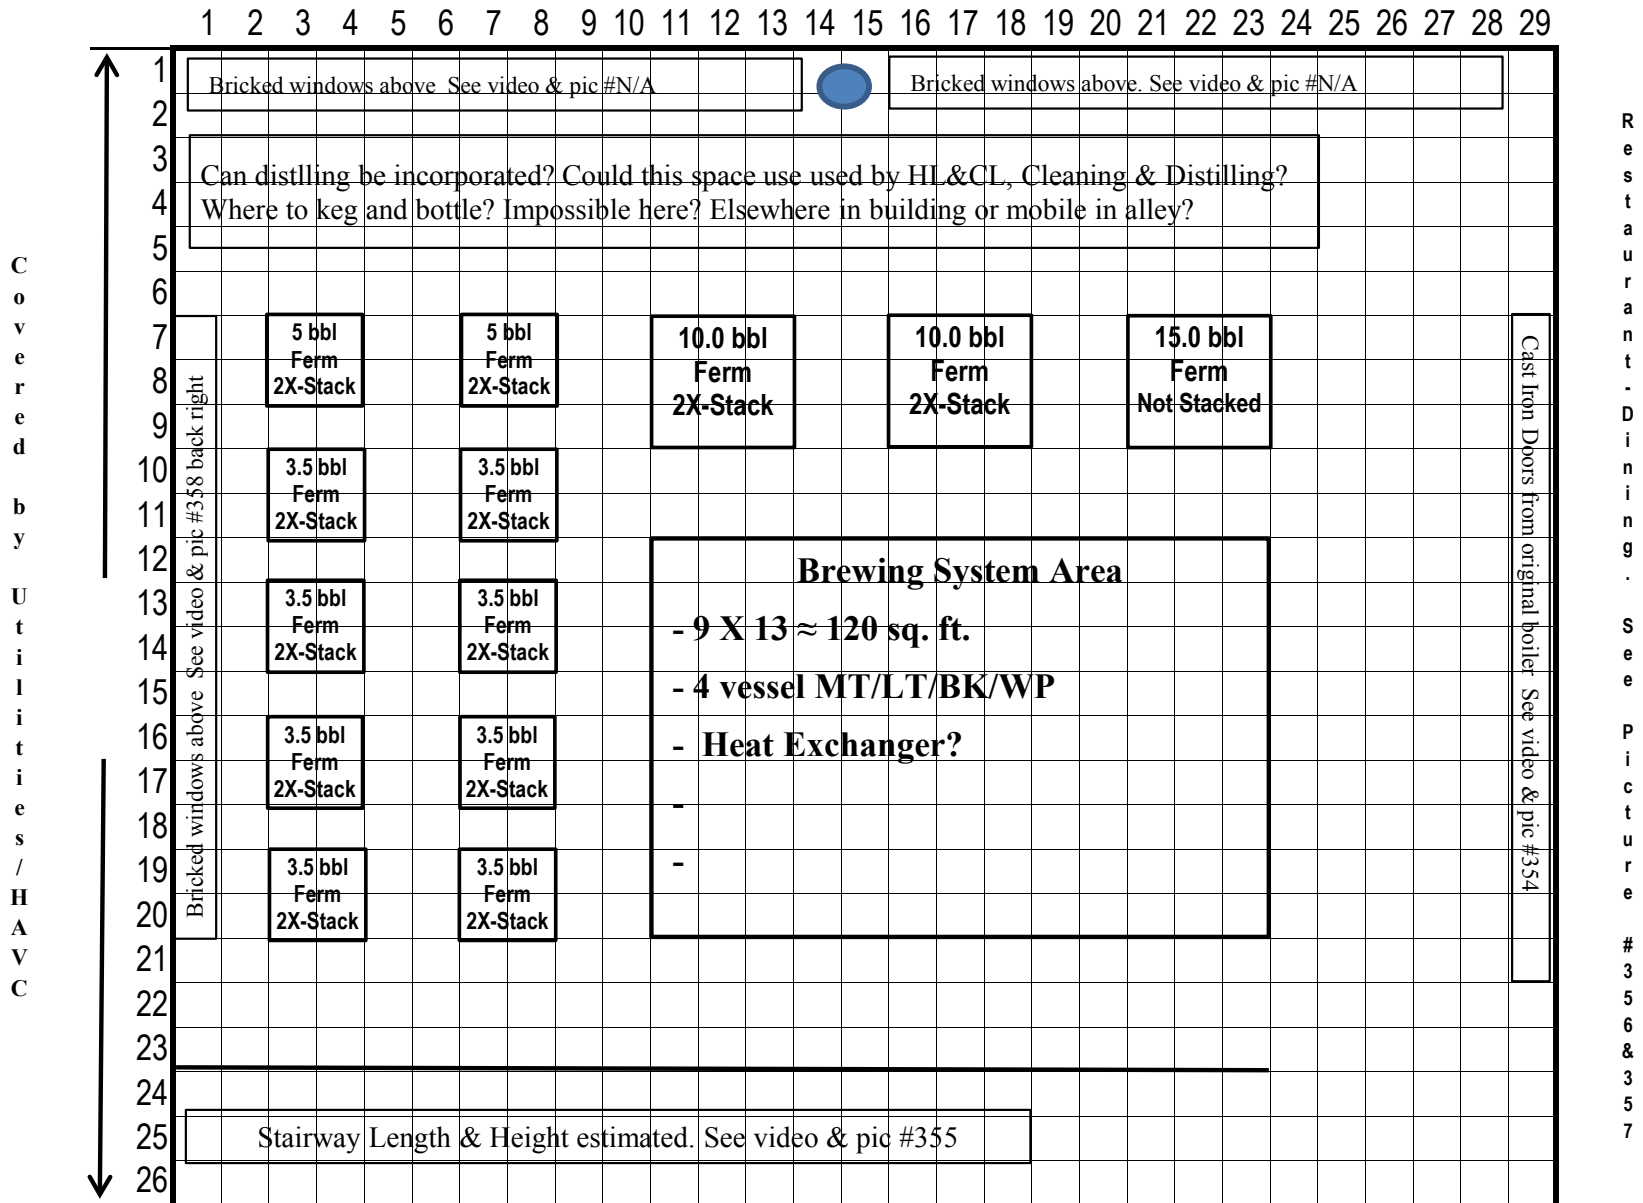 1 2 3 4 5 6 7 8 9 10 11 12 13 14 15 16 17 18 19 20 21 22 23 24 25 26 27 28 29
1
2
3
4
5
6
7
8
9
10
11
12
13
14
15
16
17
18
19
20
21
22
23
24
25
26
Covered by Utilities/HAVC
Bricked windows above See video & pic #N/A
Bricked windows above. See video & pic #N/A
Can distlling be incorporated? Could this space use used by HL&CL, Cleaning & Distilling?
Where to keg and bottle? Impossible here? Elsewhere in building or mobile in alley?
Bricked windows above See video & pic #358 back right
5 bbl
Ferm
2X-Stack
5 bbl
Ferm
2X-Stack
10.0 bbl
Ferm
2X-Stack
10.0 bbl
Ferm
2X-Stack
15.0 bbl
Ferm
Not Stacked
3.5 bbl
Ferm
2X-Stack
3.5 bbl
Ferm
2X-Stack
3.5 bbl
Ferm
2X-Stack
3.5 bbl
Ferm
2X-Stack
3.5 bbl
Ferm
2X-Stack
3.5 bbl
Ferm
2X-Stack
3.5 bbl
Ferm
2X-Stack
3.5 bbl
Ferm
2X-Stack
Brewing System Area
- 9 X 13 ≈ 120 sq. ft.
- 4 vessel MT/LT/BK/WP
- Heat Exchanger?
-
-
Cast Iron Doors from original boiler See video & pic #354
Stairway Length & Height estimated. See video & pic #355
Restaurant-Dining. See Picture #356&357